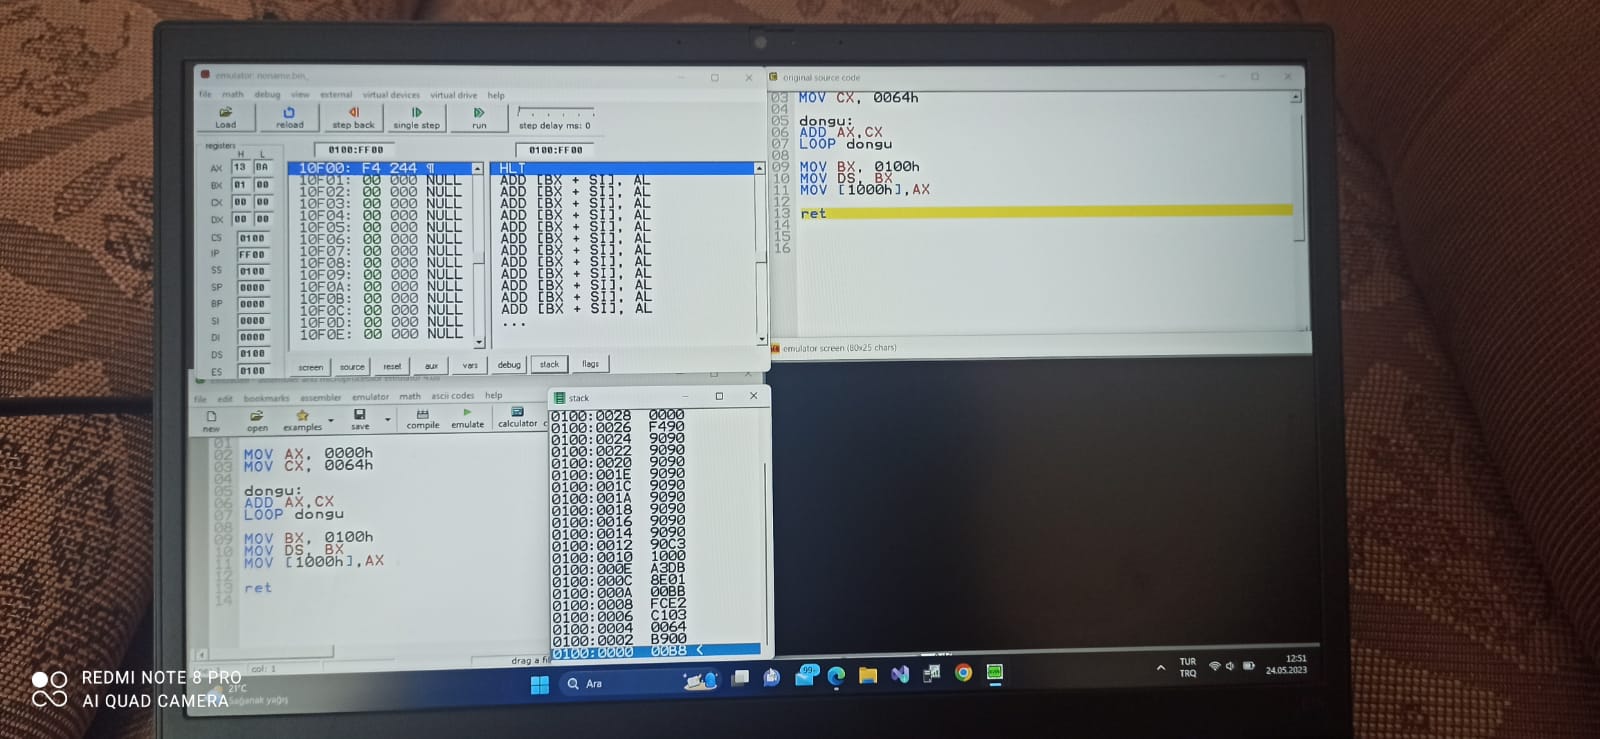 emulator: noname.bin_
file math debug view external virtual devices virtual drive help
Load reload step back single step run step delay ms: 0
registers
H L
0100:FF00 0100:FF00
AX 13 BA
BX 01 00
CX 00 00
DX 00 00
CS 0100
IP FF00
SS 0100
SP 0000
BP 0000
SI 0000
DI 0000
DS 0100
ES 0100
10F00: F4 244 ¶
10F01: 00 000 NULL
10F02: 00 000 NULL
10F03: 00 000 NULL
10F04: 00 000 NULL
10F05: 00 000 NULL
10F06: 00 000 NULL
10F07: 00 000 NULL
10F08: 00 000 NULL
10F09: 00 000 NULL
10F0A: 00 000 NULL
10F0B: 00 000 NULL
10F0C: 00 000 NULL
10F0D: 00 000 NULL
10F0E: 00 000 NULL
HLT
ADD [BX + SI], AL
ADD [BX + SI], AL
ADD [BX + SI], AL
ADD [BX + SI], AL
ADD [BX + SI], AL
ADD [BX + SI], AL
ADD [BX + SI], AL
ADD [BX + SI], AL
ADD [BX + SI], AL
ADD [BX + SI], AL
ADD [BX + SI], AL
ADD [BX + SI], AL
...
screen source reset aux vars debug stack flags
original source code
03 MOV CX, 0064h
04
05 dongu:
06 ADD AX,CX
07 LOOP dongu
08
09 MOV BX, 0100h
10 MOV DS, BX
11 MOV [1000h],AX
12
13 ret
14
15
16
emulator screen (80x25 chars)
file edit bookmarks assembler emulator math ascii codes help
new open examples save compile emulate calculator
01
02 MOV AX, 0000h
03 MOV CX, 0064h
04
05 dongu:
06 ADD AX,CX
07 LOOP dongu
08
09 MOV BX, 0100h
10 MOV DS, BX
11 MOV [1000h],AX
12
13 ret
14
col: 1
drag a fi
stack
0100:0028 0000
0100:0026 F490
0100:0024 9090
0100:0022 9090
0100:0020 9090
0100:001E 9090
0100:001C 9090
0100:001A 9090
0100:0018 9090
0100:0016 9090
0100:0014 9090
0100:0012 90C3
0100:0010 1000
0100:000E A3DB
0100:000C 8E01
0100:000A 00BB
0100:0008 FCE2
0100:0006 C103
0100:0004 0064
0100:0002 B900
0100:0000 00B8 <
21°C
Sağanak yağış
Ara
99+
TUR
TRQ
12:51
24.05.2023
REDMI NOTE 8 PRO
AI QUAD CAMERA